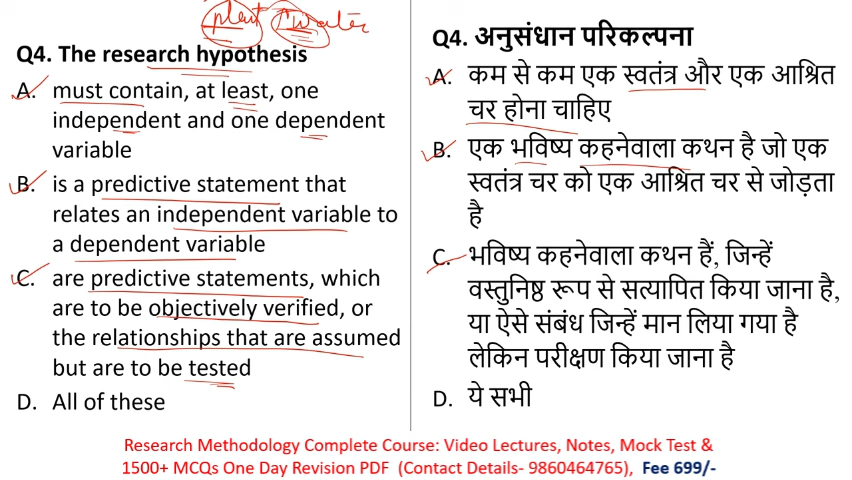 plant water
Q4. The research hypothesis
A. must contain, at least, one
independent and one dependent
variable
B. is a predictive statement that
relates an independent variable to
a dependent variable
C. are predictive statements, which
are to be objectively verified, or
the relationships that are assumed
but are to be tested
D. All of these
Q4. अनुसंधान परिकल्पना
A. कम से कम एक स्वतंत्र और एक आश्रित
चर होना चाहिए
B. एक भविष्य कहनेवाला कथन है जो एक
स्वतंत्र चर को एक आश्रित चर से जोड़ता
है
C. भविष्य कहनेवाला कथन हैं, जिन्हें
वस्तुनिष्ठ रूप से सत्यापित किया जाना है,
या ऐसे संबंध जिन्हें मान लिया गया है
लेकिन परीक्षण किया जाना है
D. ये सभी
Research Methodology Complete Course: Video Lectures, Notes, Mock Test &
1500+ MCQs One Day Revision PDF (Contact Details- 9860464765), Fee 699/-